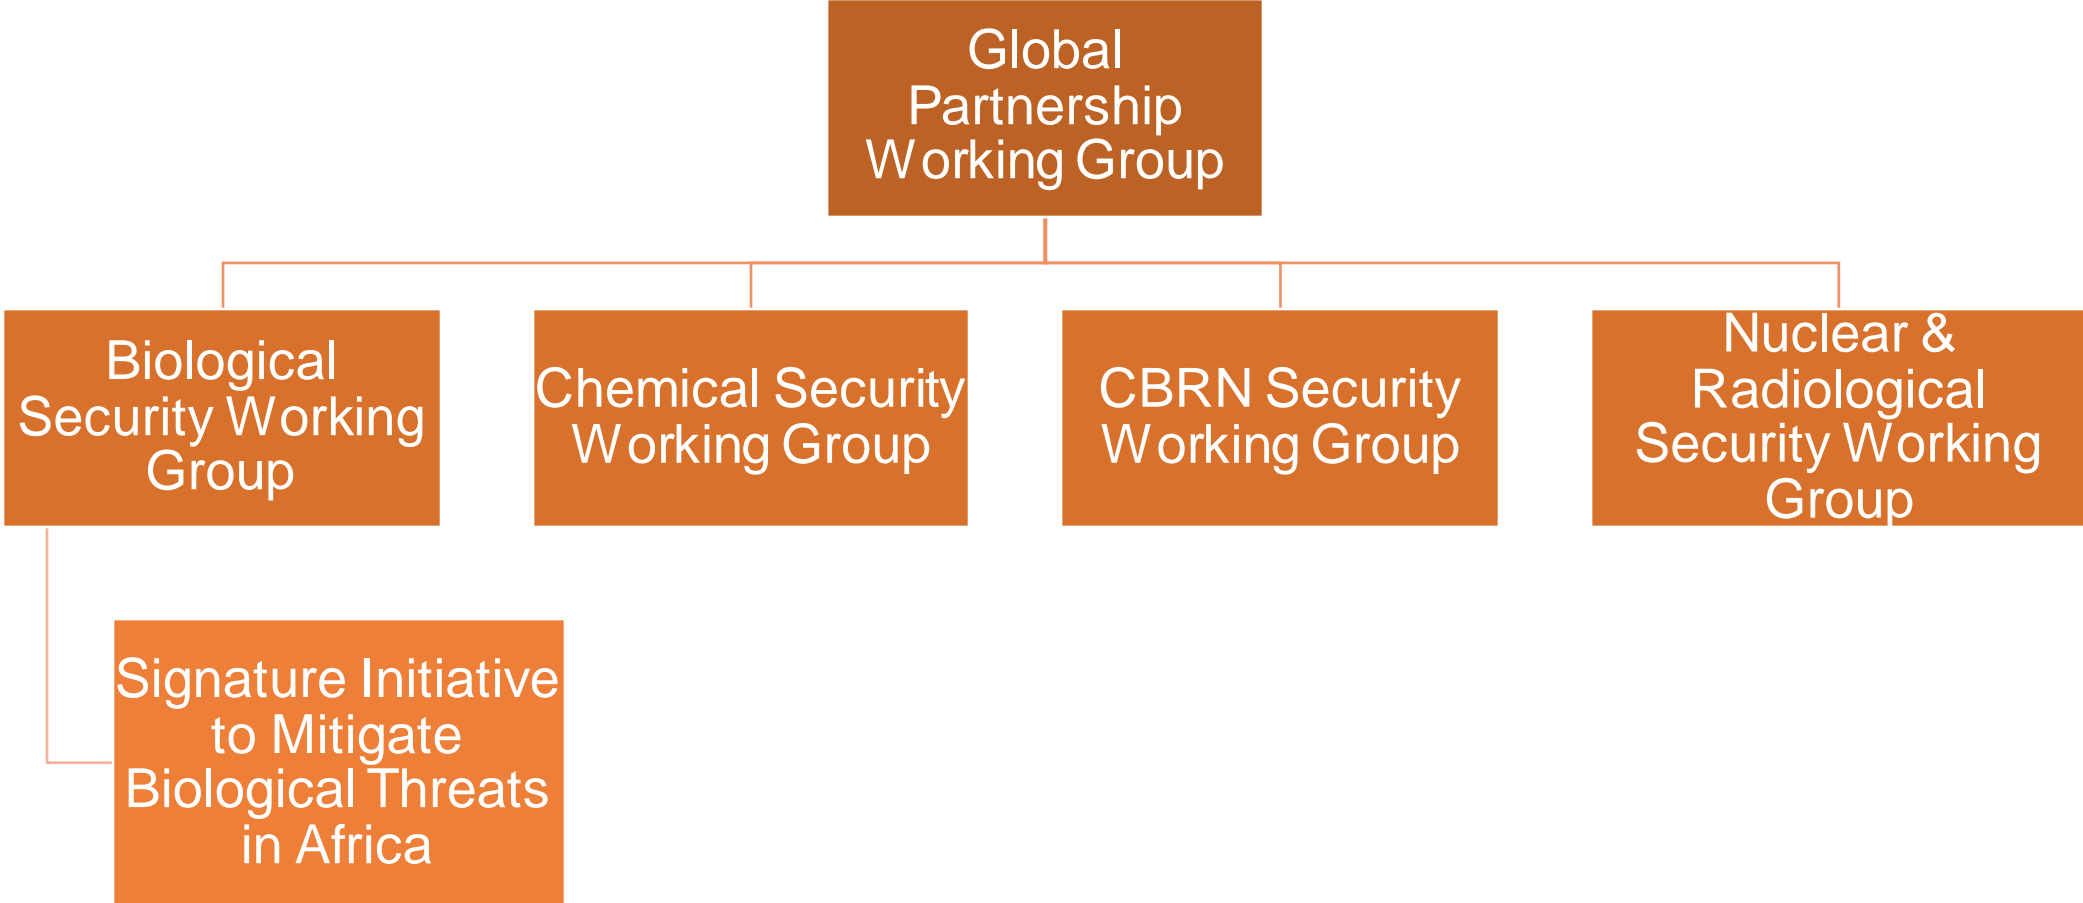 Global
Partnership
Working Group
Biological
Security Working
Group
Chemical Security
Working Group
CBRN Security
Working Group
Nuclear &
Radiological
Security Working
Group
Signature Initiative
to Mitigate
Biological Threats
in Africa